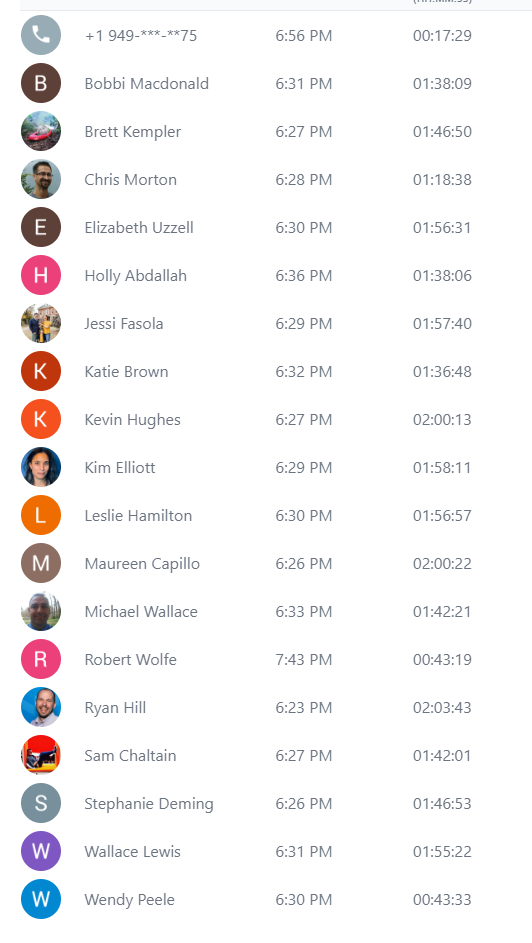 (HH:MM:SS)
+1 949-***-**75 6:56 PM 00:17:29
B Bobbi Macdonald 6:31 PM 01:38:09
Brett Kempler 6:27 PM 01:46:50
Chris Morton 6:28 PM 01:18:38
E Elizabeth Uzzell 6:30 PM 01:56:31
H Holly Abdallah 6:36 PM 01:38:06
Jessi Fasola 6:29 PM 01:57:40
K Katie Brown 6:32 PM 01:36:48
K Kevin Hughes 6:27 PM 02:00:13
Kim Elliott 6:29 PM 01:58:11
L Leslie Hamilton 6:30 PM 01:56:57
M Maureen Capillo 6:26 PM 02:00:22
Michael Wallace 6:33 PM 01:42:21
R Robert Wolfe 7:43 PM 00:43:19
Ryan Hill 6:23 PM 02:03:43
Sam Chaltain 6:27 PM 01:42:01
S Stephanie Deming 6:26 PM 01:46:53
W Wallace Lewis 6:31 PM 01:55:22
W Wendy Peele 6:30 PM 00:43:33